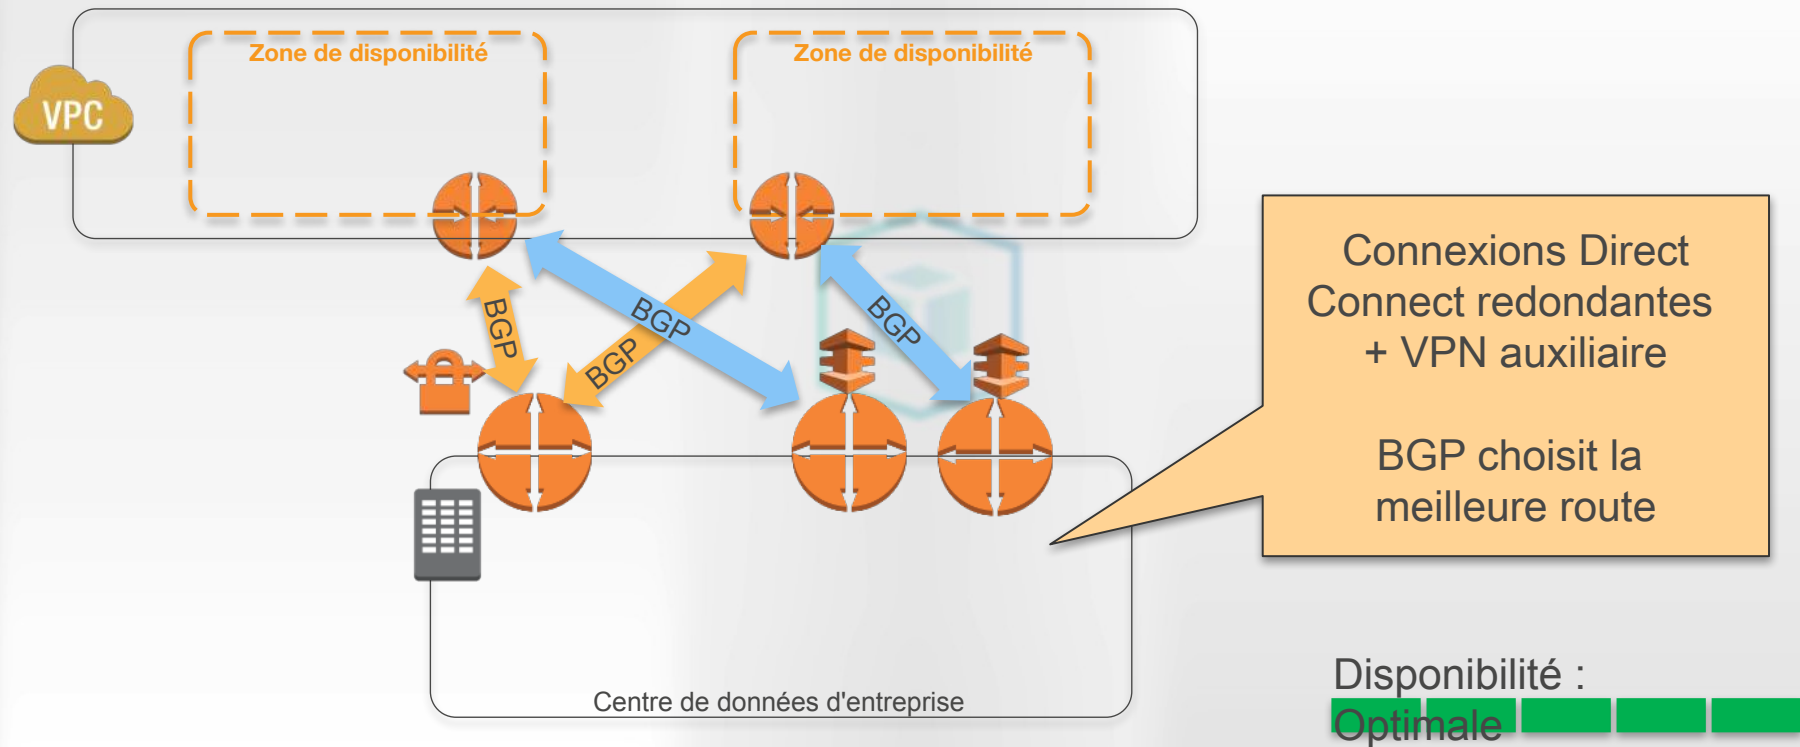 Zone de disponibilité
Zone de disponibilité
VPC
BGP
BGP
BGP
BGP
Connexions Direct
Connect redondantes
+ VPN auxiliaire
BGP choisit la
meilleure route
Centre de données d'entreprise
Disponibilité :
Optimale